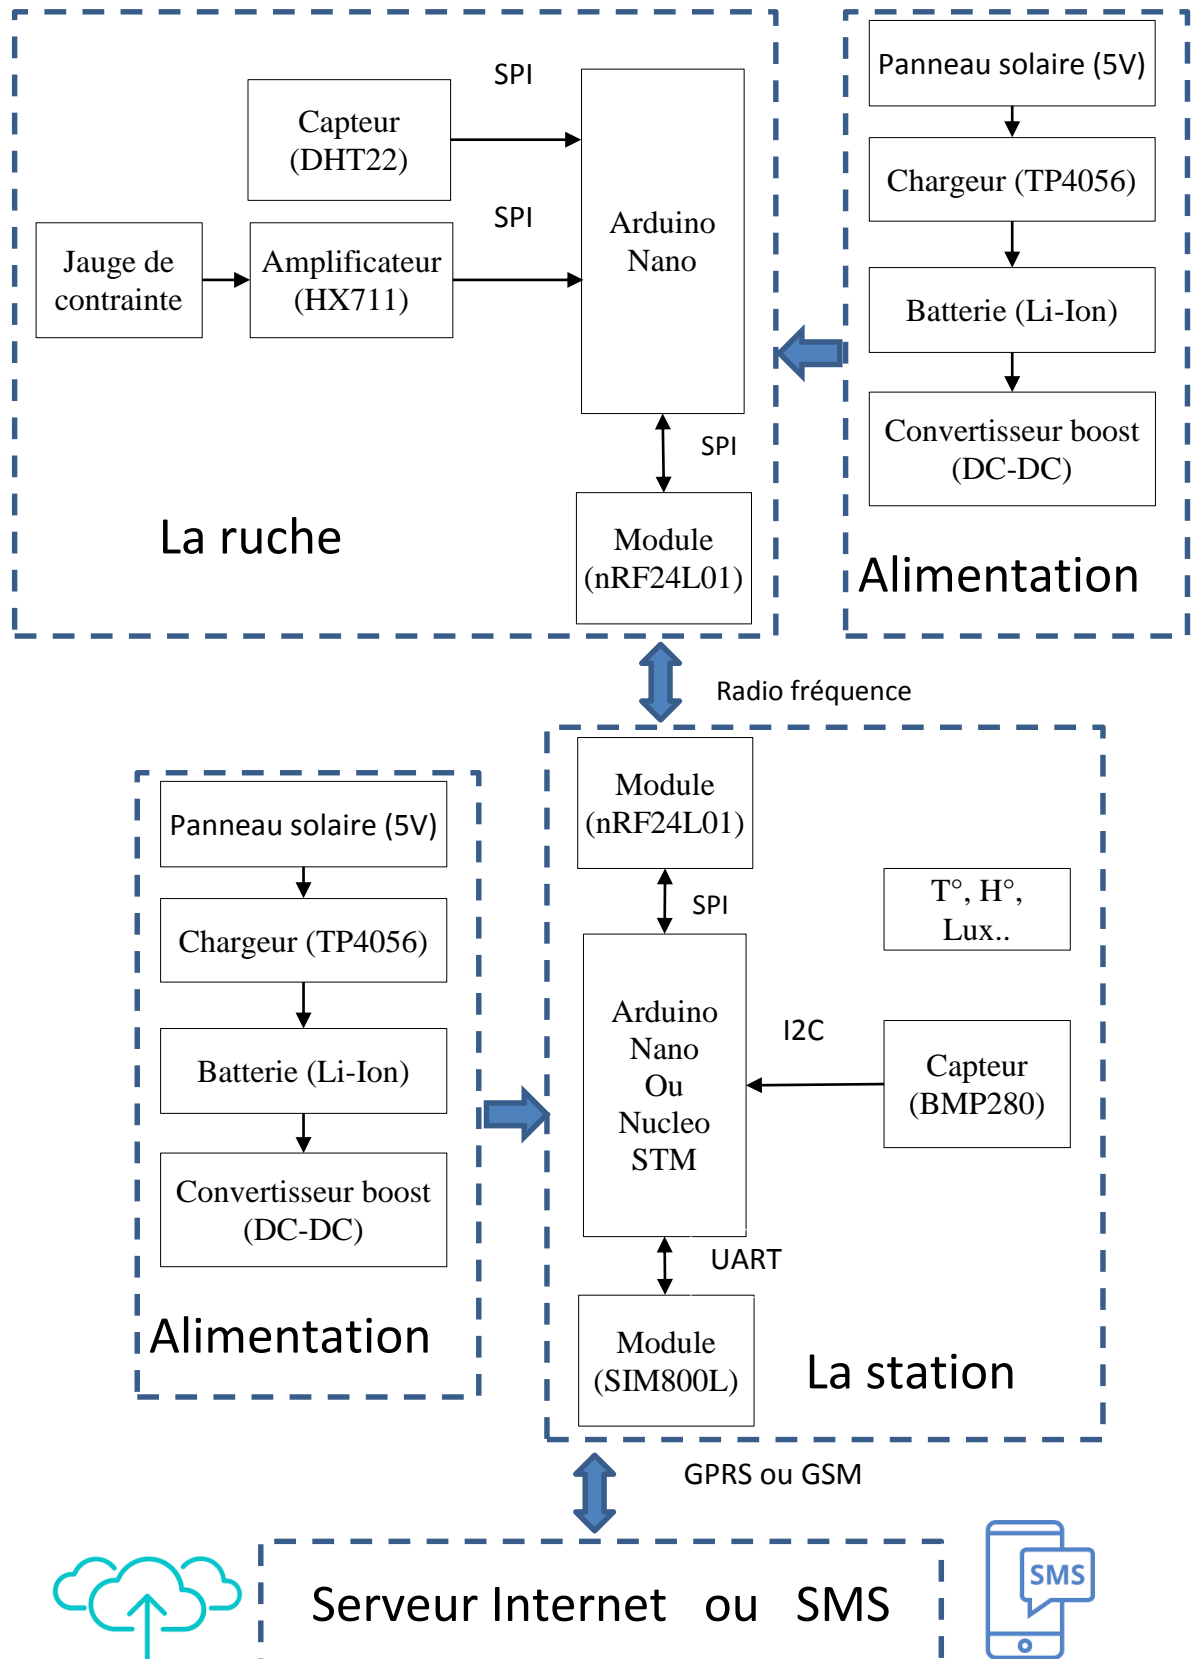 SPI
Capteur
(DHT22)
SPI
Jauge de
contrainte
Amplificateur
(HX711)
Arduino
Nano
SPI
Module
(nRF24L01)
La ruche
Panneau solaire (5V)
Chargeur (TP4056)
Batterie (Li-Ion)
Convertisseur boost
(DC-DC)
Alimentation
Radio fréquence
Panneau solaire (5V)
Chargeur (TP4056)
Batterie (Li-Ion)
Convertisseur boost
(DC-DC)
Alimentation
Module
(nRF24L01)
SPI
T°, H°,
Lux..
Arduino
Nano
Ou
Nucleo
STM
I2C
Capteur
(BMP280)
UART
Module
(SIM800L)
La station
GPRS ou GSM
Serveur Internet ou SMS
SMS